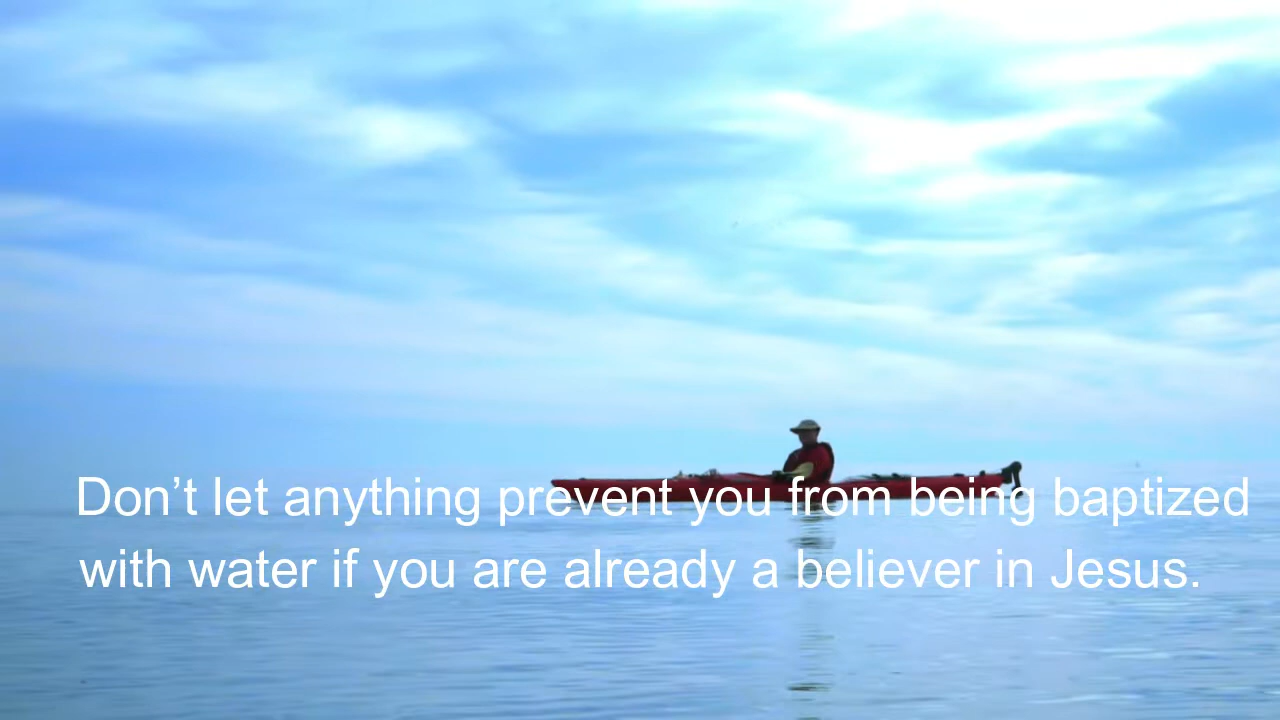 Don’t let anything prevent you from being baptized
with water if you are already a believer in Jesus.